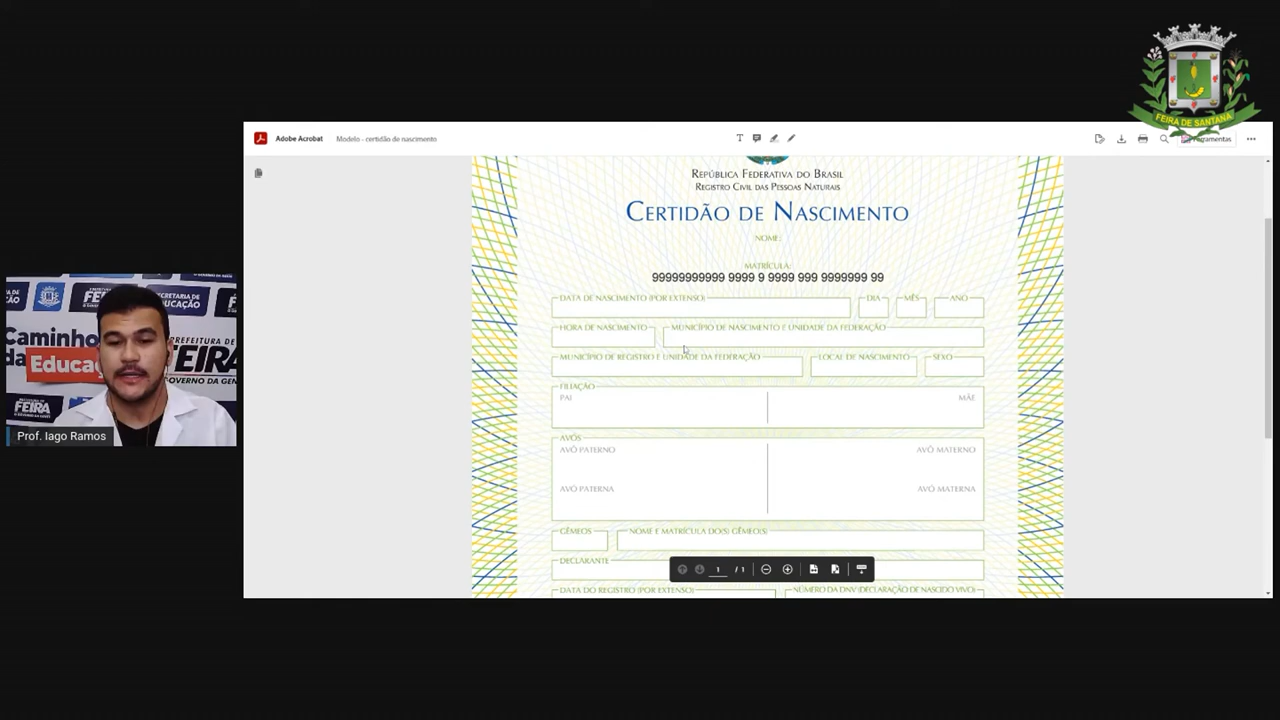 FEIRA DE SANTANA
Adobe Acrobat
Modelo - certidão de nascimento
Ferramentas
REPÚBLICA FEDERATIVA DO BRASIL
REGISTRO CIVIL DAS PESSOAS NATURAIS
CERTIDÃO DE NASCIMENTO
NOME:
MATRÍCULA:
99999999999 9999 9 9999 999 9999999 99
DATA DE NASCIMENTO (POR EXTENSO)
DIA
MÊS
ANO
HORA DE NASCIMENTO
MUNICÍPIO DE NASCIMENTO E UNIDADE DA FEDERAÇÃO
MUNICÍPIO DE REGISTRO E UNIDADE DA FEDERAÇÃO
LOCAL DE NASCIMENTO
SEXO
FILIAÇÃO
PAI
MÃE
AVÓS
AVÔ PATERNO
AVÔ MATERNO
AVÓ PATERNA
AVÓ MATERNA
GÊMEOS
NOME E MATRÍCULA DO(S) GÊMEO(S)
DECLARANTE
1 / 1
DATA DO REGISTRO (POR EXTENSO)
NÚMERO DA DNV (DECLARAÇÃO DE NASCIDO VIVO)
SECRETARIA DE
EDUCAÇÃO
Caminho
da
Educa
PREFEITURA DE
FEIRA
Prof. Iago Ramos